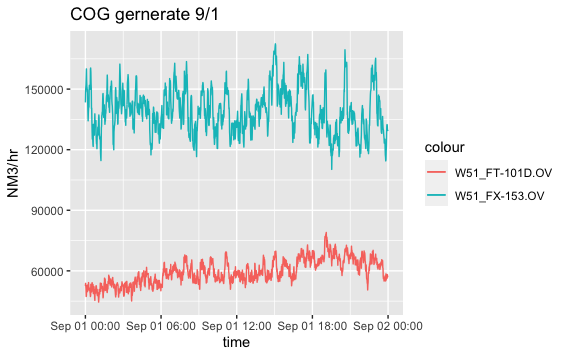 COG gernerate 9/1
NM3/hr
150000
120000
90000
60000
Sep 01 00:00 Sep 01 06:00 Sep 01 12:00 Sep 01 18:00 Sep 02 00:00
time
colour
W51_FT-101D.OV
W51_FX-153.OV